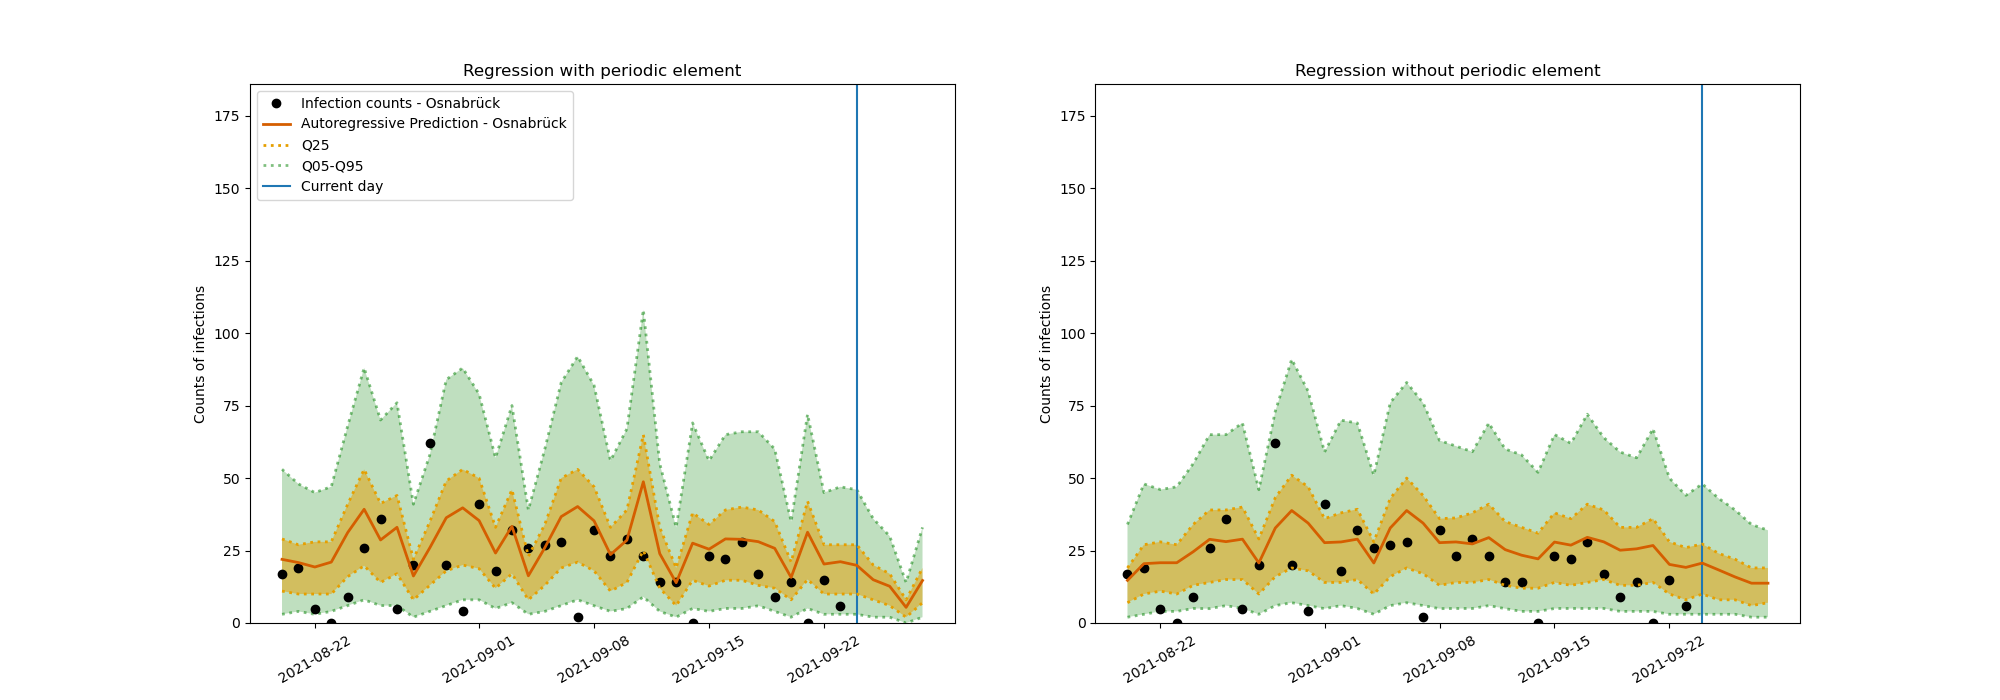 Regression with periodic element
Infection counts - Osnabrück
Autoregressive Prediction - Osnabrück
Q25
Q05-Q95
Current day
Counts of infections
175
150
125
100
75
50
25
0
2021-08-22
2021-09-01
2021-09-08
2021-09-15
2021-09-22
Regression without periodic element
Counts of infections
175
150
125
100
75
50
25
0
2021-08-22
2021-09-01
2021-09-08
2021-09-15
2021-09-22